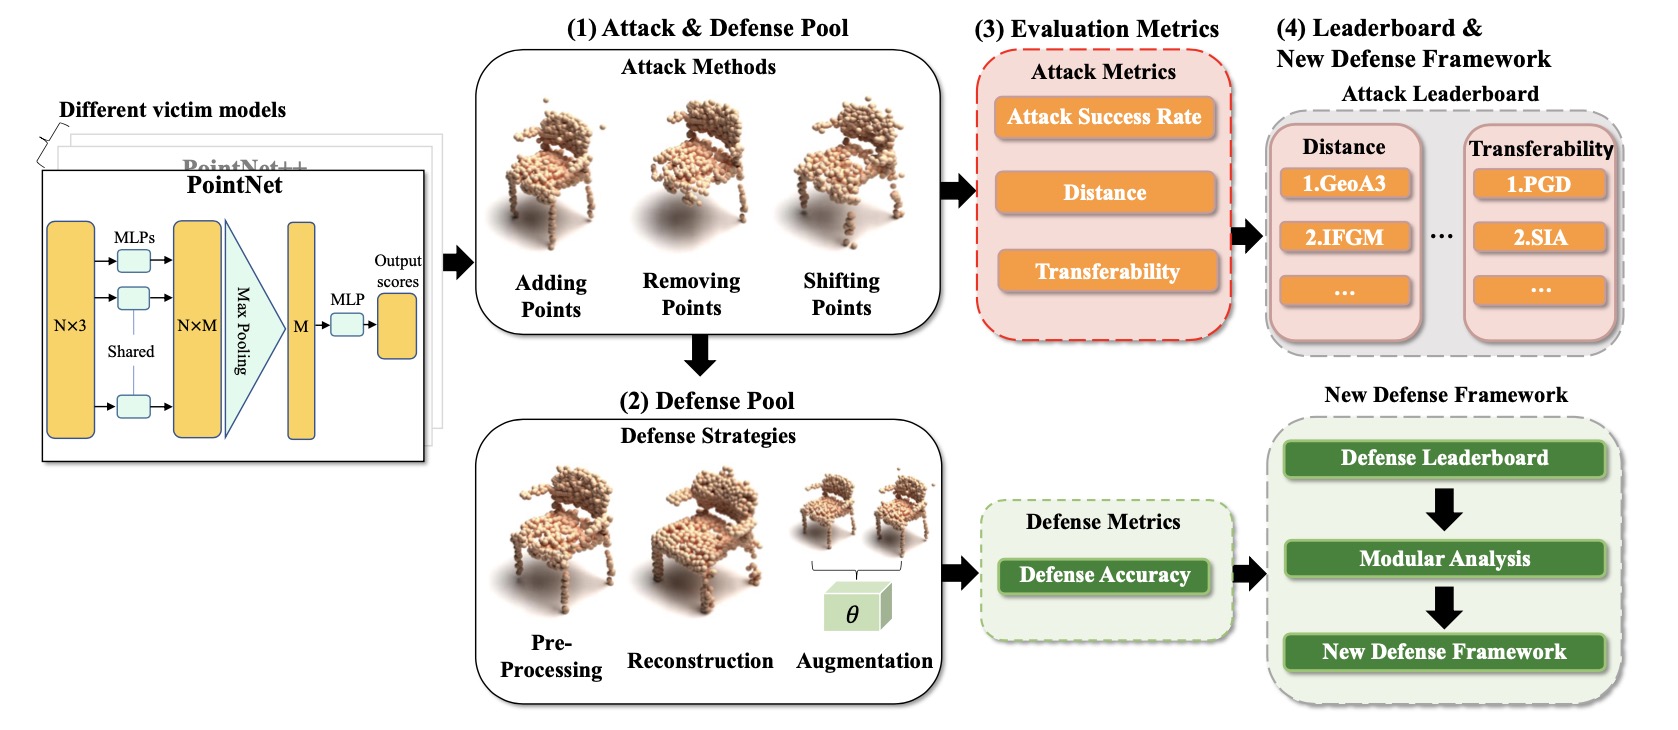 Different victim models
PointNet++
PointNet
N×3
MLPs
Shared
N×M
Max Pooling
M
MLP
Output
scores
(1) Attack & Defense Pool
Attack Methods
Adding
Points
Removing
Points
Shifting
Points
(2) Defense Pool
Defense Strategies
Pre-
Processing
Reconstruction
θ
Augmentation
(3) Evaluation Metrics
Attack Metrics
Attack Success Rate
Distance
Transferability
Defense Metrics
Defense Accuracy
(4) Leaderboard &
New Defense Framework
Attack Leaderboard
Distance
1.GeoA3
2.IFGM
...
...
Transferability
1.PGD
2.SIA
...
New Defense Framework
Defense Leaderboard
Modular Analysis
New Defense Framework